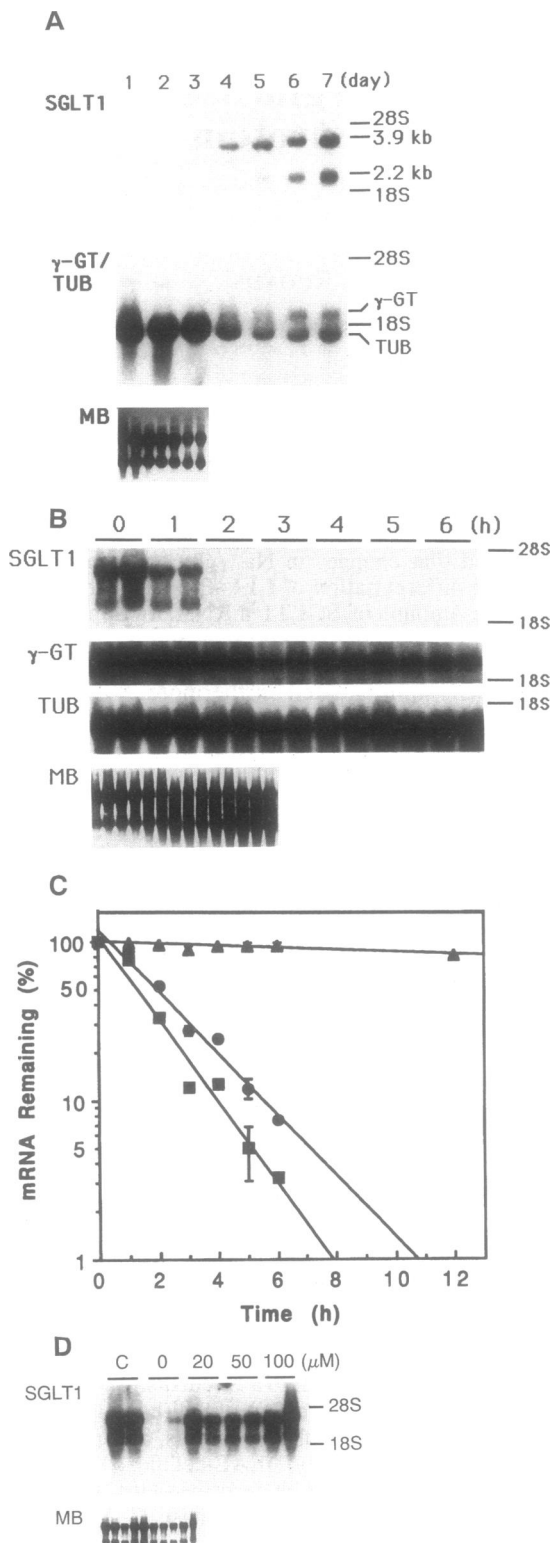 A
1 2 3 4 5 6 7 (day)
SGLT1
28S
3.9 kb
2.2 kb
18S
γ-GT/
TUB
28S
γ-GT
18S
TUB
MB
B
0 1 2 3 4 5 6 (h)
SGLT1
28S
18S
γ-GT
18S
TUB
18S
MB
C
mRNA Remaining (%)
100
50
10
5
1
0 2 4 6 8 10 12
Time (h)
D
C 0 20 50 100 (μM)
SGLT1
28S
18S
MB